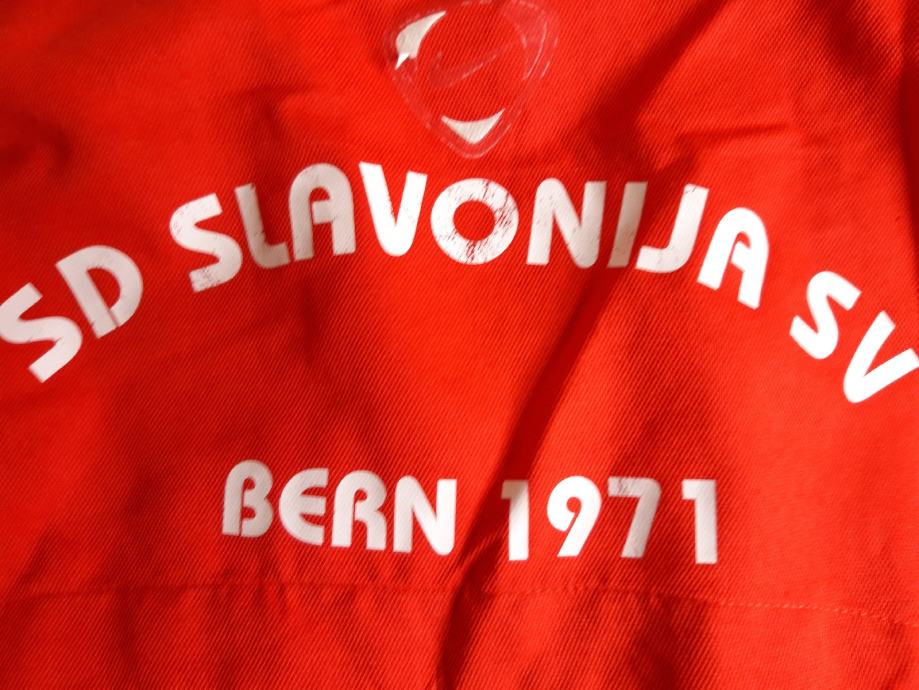 SD SLAVONIJA SV
BERN 1971